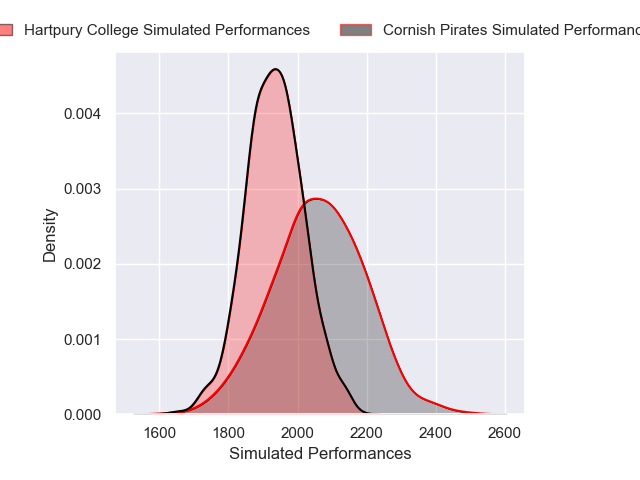 Hartpury College Simulated Performances
Cornish Pirates Simulated
Density
0.004
0.003
0.002
0.001
0.000
1600 1800 2000 2200 2400 2600
Simulated Performances